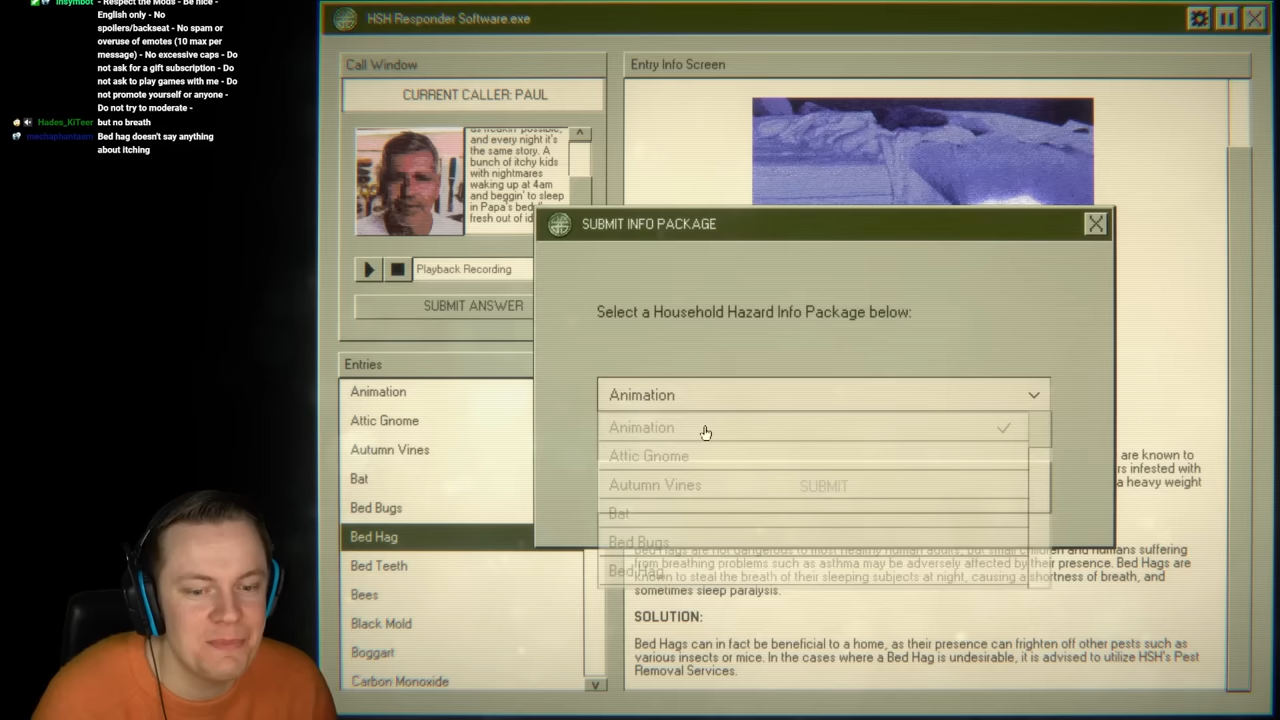 Insymbot - Respect the Mods - Be nice -
English only - No
spoilers/backseat - No spam or
overuse of emotes (10 max per
message) - No excessive caps - Do
not ask for a gift subscription - Do
not ask to play games with me - Do
not promote yourself or anyone -
Do not try to moderate -
Hades_KiTeer but no breath
mechaphantasm Bed hag doesn't say anything
about itching
HSH Responder Software.exe
Call Window
CURRENT CALLER: PAUL
as freakin' possible,
and every night it's
the same story. A
bunch of itchy kids
with nightmares
waking up at 4am
and beggin' to sleep
in Papa's bed
fresh out of
Playback Recording
SUBMIT ANSWER
Entries
Animation
Attic Gnome
Autumn Vines
Bat
Bed Bugs
Bed Hag
Bed Teeth
Bees
Black Mold
Boggart
Carbon Monoxide
Entry Info Screen
SUBMIT INFO PACKAGE
Select a Household Hazard Info Package below:
Animation
Animation
Attic Gnome
Autumn Vines
SUBMIT
Bat
Bed Bugs
Bed Hag
are known to
rs infested with
a heavy weight
Bed Hags are not dangerous to most healthy human adults, but small children and humans suffering
from breathing problems such as asthma may be adversely affected by their presence. Bed Hags are
known to steal the breath of their sleeping subjects at night, causing a shortness of breath, and
sometimes sleep paralysis.
SOLUTION:
Bed Hags can in fact be beneficial to a home, as their presence can frighten off other pests such as
various insects or mice. In the cases where a Bed Hag is undesirable, it is advised to utilize HSH's Pest
Removal Services.